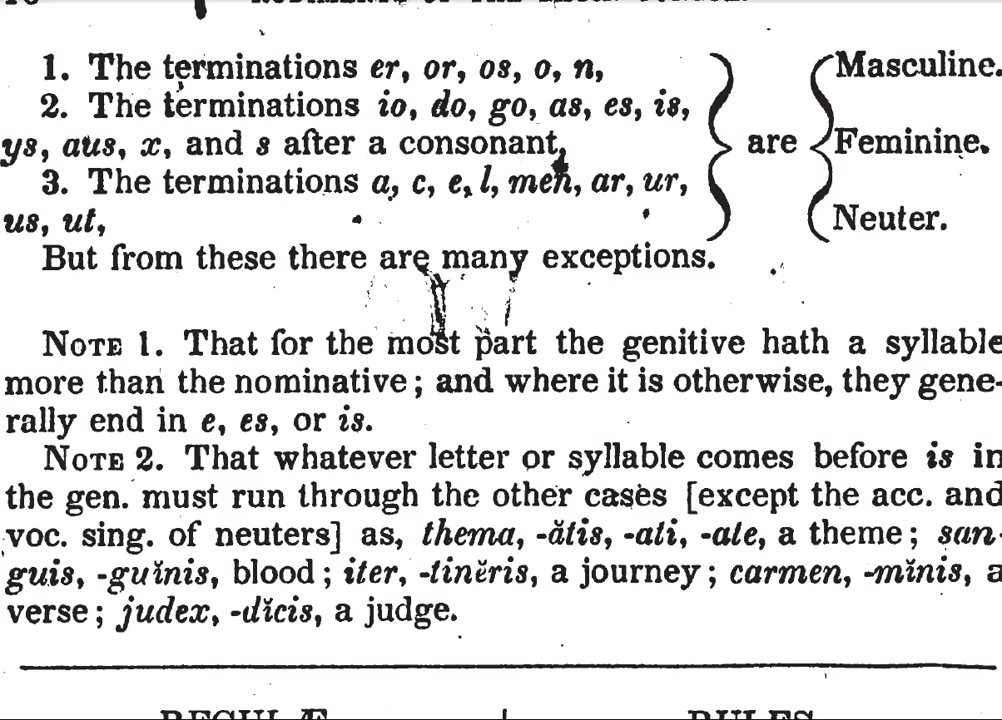 1. The terminations er, or, os, o, n,
2. The terminations io, do, go, as, es, is,
ys, aus, x, and s after a consonant,
3. The terminations a, c, e, l, men, ar, ur,
us, ut,
are
Masculine.
Feminine.
Neuter.
But from these there are many exceptions.
NOTE 1. That for the most part the genitive hath a syllable
more than the nominative; and where it is otherwise, they gene-
rally end in e, es, or is.
NOTE 2. That whatever letter or syllable comes before is in
the gen. must run through the other cases [except the acc. and
voc. sing. of neuters] as, thema, -ătis, -ati, -ate, a theme; san-
guis, -guĭnis, blood; iter, -tinĕris, a journey; carmen, -mĭnis, a
verse; judex, -dĭcis, a judge.
REGULÆ
RULES